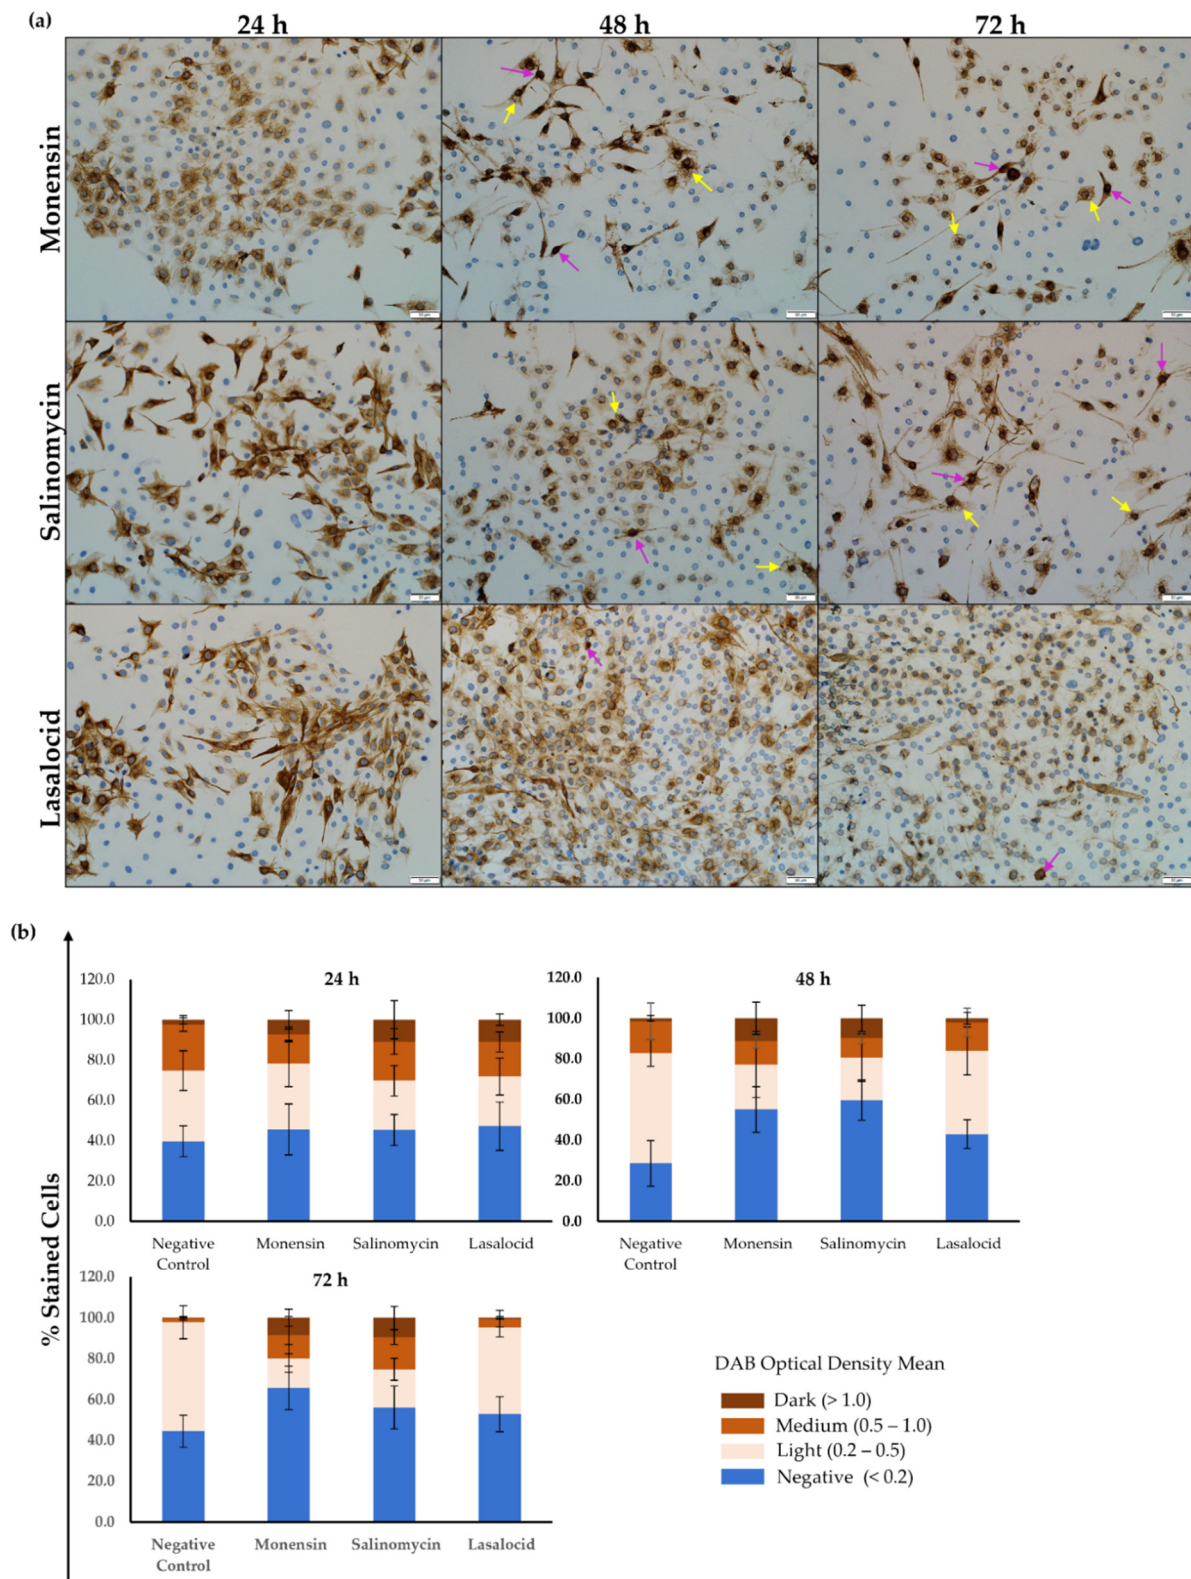 (a)
24 h 48 h 72 h
Monensin
Salinomycin
Lasalocid
(b)
% Stained Cells
24 h
120.0
100.0
80.0
60.0
40.0
20.0
0.0
Negative Control Monensin Salinomycin Lasalocid
48 h
120.0
100.0
80.0
60.0
40.0
20.0
0.0
Negative Control Monensin Salinomycin Lasalocid
72 h
120.0
100.0
80.0
60.0
40.0
20.0
0.0
Negative Control Monensin Salinomycin Lasalocid
DAB Optical Density Mean
Dark (> 1.0)
Medium (0.5 – 1.0)
Light (0.2 – 0.5)
Negative (< 0.2)